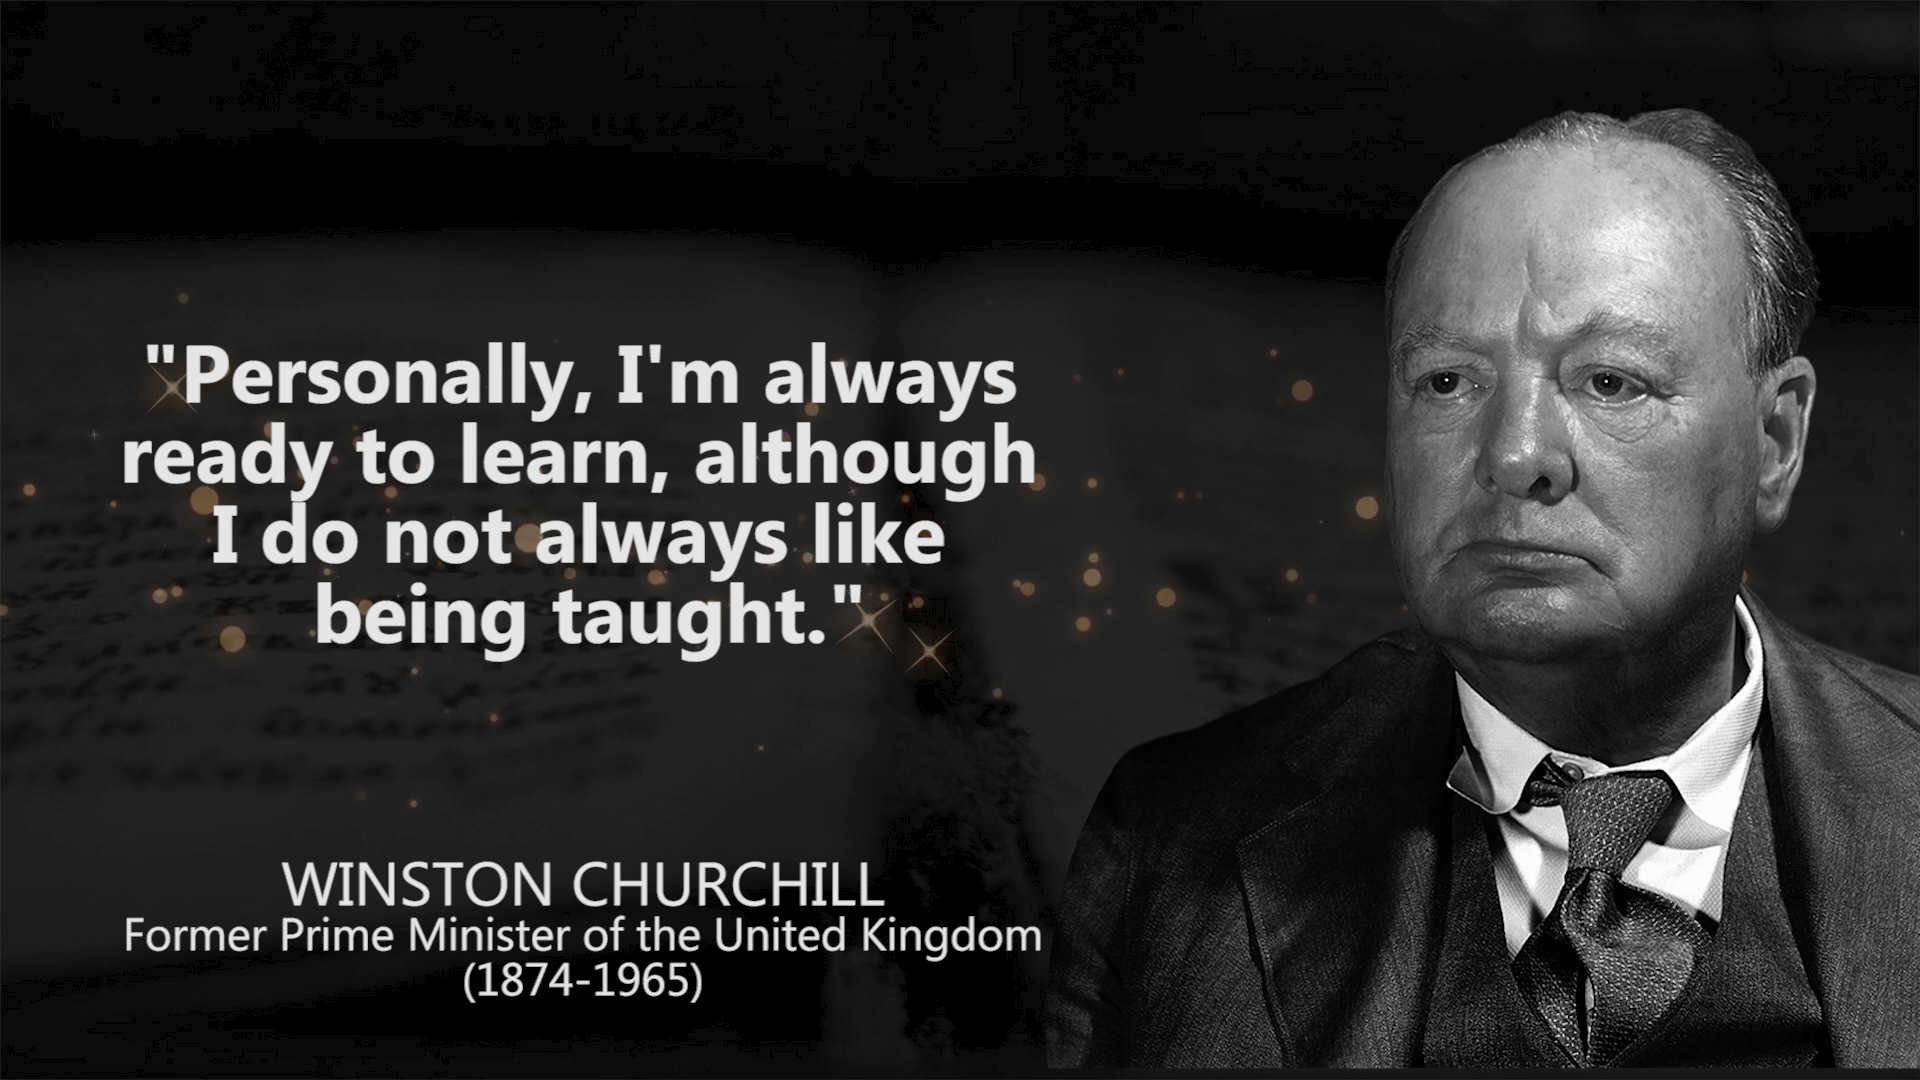 "Personally, I'm always
ready to learn, although
I do not always like
being taught."
WINSTON CHURCHILL
Former Prime Minister of the United Kingdom
(1874-1965)